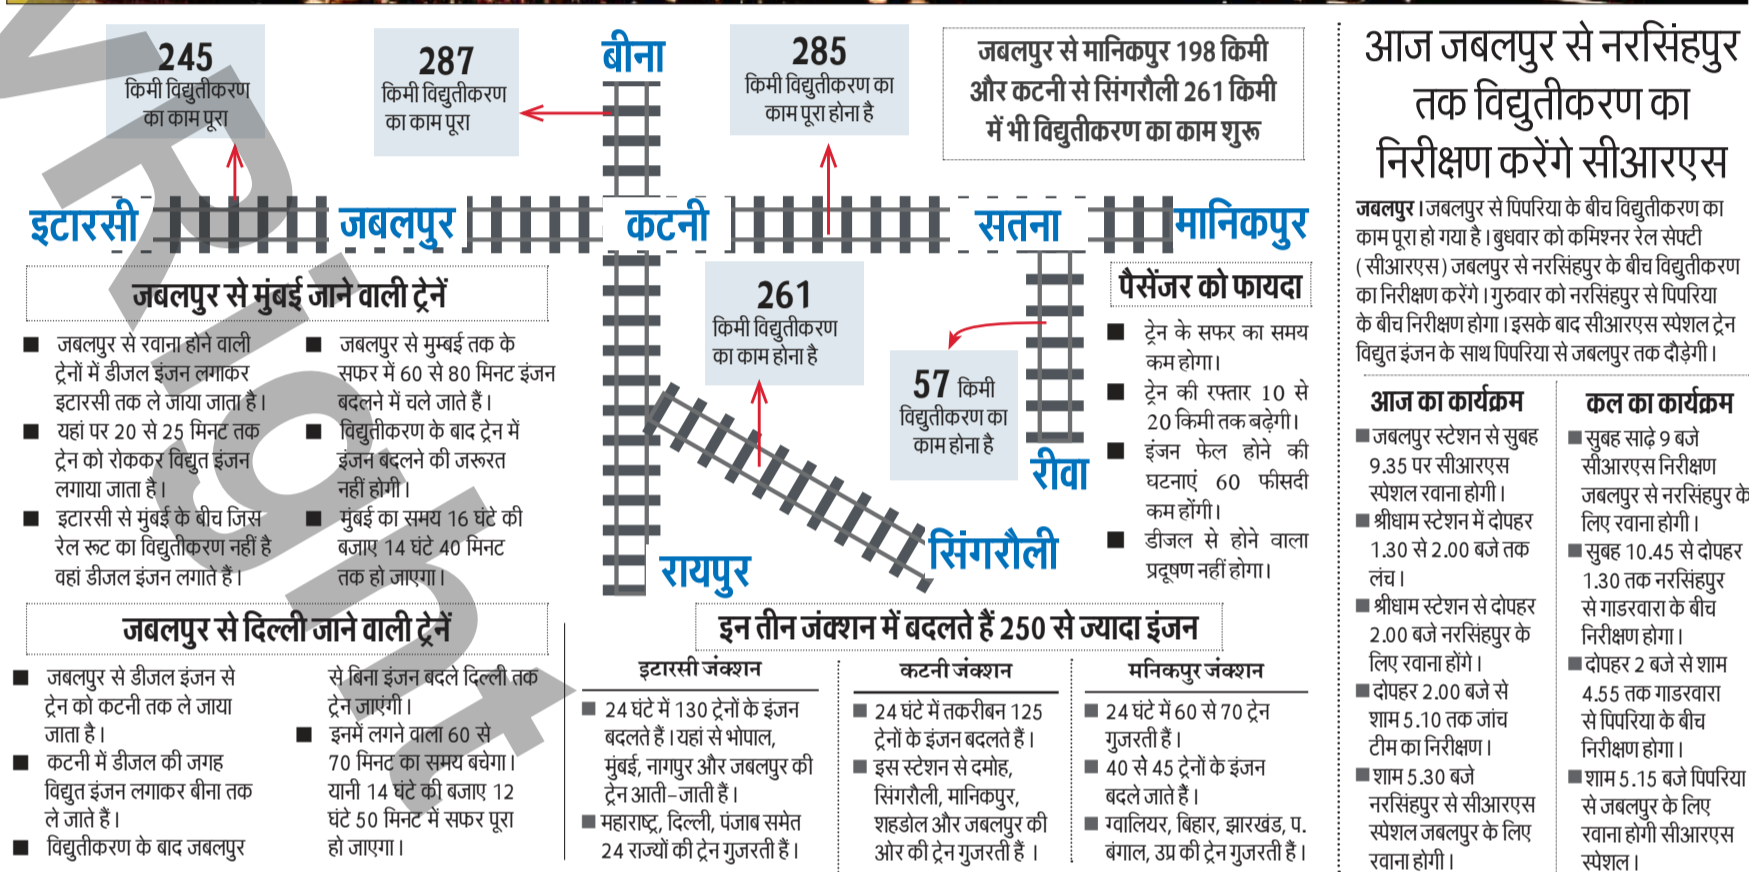 245
किमी विद्युतीकरण
का काम पूरा
287
किमी विद्युतीकरण
का काम पूरा
बीना
285
किमी विद्युतीकरण का
काम पूरा होना है
जबलपुर से मानिकपुर 198 किमी
और कटनी से सिंगरौली 261 किमी
में भी विद्युतीकरण का काम शुरू
इटारसी
जबलपुर
कटनी
सतना
मानिकपुर
261
किमी विद्युतीकरण
का काम होना है
57 किमी
विद्युतीकरण का
काम होना है
रीवा
सिंगरौली
रायपुर
जबलपुर से मुंबई जाने वाली ट्रेनें
■ जबलपुर से रवाना होने वाली
ट्रेनों में डीजल इंजन लगाकर
इटारसी तक ले जाया जाता है।
■ यहां पर 20 से 25 मिनट तक
ट्रेन को रोककर विद्युत इंजन
लगाया जाता है।
■ इटारसी से मुंबई के बीच जिस
रेल रूट का विद्युतीकरण नहीं है
वहां डीजल इंजन लगाते हैं।
■ जबलपुर से मुम्बई तक के
सफर में 60 से 80 मिनट इंजन
बदलने में चले जाते हैं।
■ विद्युतीकरण के बाद ट्रेन में
इंजन बदलने की जरूरत
नहीं होगी।
■ मुंबई का समय 16 घंटे की
बजाए 14 घंटे 40 मिनट
तक हो जाएगा।
पैसेंजर को फायदा
■ ट्रेन के सफर का समय
कम होगा।
■ ट्रेन की रफ्तार 10 से
20 किमी तक बढ़ेगी।
■ इंजन फेल होने की
घटनाएं 60 फीसदी
कम होंगी।
■ डीजल से होने वाला
प्रदूषण नहीं होगा।
जबलपुर से दिल्ली जाने वाली ट्रेनें
■ जबलपुर से डीजल इंजन से
ट्रेन को कटनी तक ले जाया
जाता है।
■ कटनी में डीजल की जगह
विद्युत इंजन लगाकर बीना तक
ले जाते हैं।
■ विद्युतीकरण के बाद जबलपुर
से बिना इंजन बदले दिल्ली तक
ट्रेन जाएंगी।
■ इनमें लगने वाला 60 से
70 मिनट का समय बचेगा।
यानी 14 घंटे की बजाए 12
घंटे 50 मिनट में सफर पूरा
हो जाएगा।
इन तीन जंक्शन में बदलते हैं 250 से ज्यादा इंजन
इटारसी जंक्शन
■ 24 घंटे में 130 ट्रेनों के इंजन
बदलते हैं। यहां से भोपाल,
मुंबई, नागपुर और जबलपुर की
ट्रेन आती-जाती हैं।
■ महाराष्ट्र, दिल्ली, पंजाब समेत
24 राज्यों की ट्रेन गुजरती हैं।
कटनी जंक्शन
■ 24 घंटे में तकरीबन 125
ट्रेनों के इंजन बदलते हैं।
■ इस स्टेशन से दमोह,
सिंगरौली, मानिकपुर,
शहडोल और जबलपुर की
ओर की ट्रेन गुजरती हैं ।
मनिकपुर जंक्शन
■ 24 घंटे में 60 से 70 ट्रेन
गुजरती हैं।
■ 40 से 45 ट्रेनों के इंजन
बदले जाते हैं।
■ ग्वालियर, बिहार, झारखंड, प.
बंगाल, उप्र की ट्रेन गुजरती हैं।
आज जबलपुर से नरसिंहपुर
तक विद्युतीकरण का
निरीक्षण करेंगे सीआरएस
जबलपुर। जबलपुर से पिपरिया के बीच विद्युतीकरण का
काम पूरा हो गया है। बुधवार को कमिश्नर रेल सेफ्टी
(सीआरएस) जबलपुर से नरसिंहपुर के बीच विद्युतीकरण
का निरीक्षण करेंगे। गुरुवार को नरसिंहपुर से पिपरिया
के बीच निरीक्षण होगा। इसके बाद सीआरएस स्पेशल ट्रेन
विद्युत इंजन के साथ पिपरिया से जबलपुर तक दौड़ेगी।
आज का कार्यक्रम
■ जबलपुर स्टेशन से सुबह
9.35 पर सीआरएस
स्पेशल रवाना होगी।
■ श्रीधाम स्टेशन में दोपहर
1.30 से 2.00 बजे तक
लंच।
■ श्रीधाम स्टेशन से दोपहर
2.00 बजे नरसिंहपुर के
लिए रवाना होंगे।
■ दोपहर 2.00 बजे से
शाम 5.10 तक जांच
टीम का निरीक्षण।
■ शाम 5.30 बजे
नरसिंहपुर से सीआरएस
स्पेशल जबलपुर के लिए
रवाना होगी।
कल का कार्यक्रम
■ सुबह साढ़े 9 बजे
सीआरएस निरीक्षण
जबलपुर से नरसिंहपुर के
लिए रवाना होगी।
■ सुबह 10.45 से दोपहर
1.30 तक नरसिंहपुर
से गाडरवारा के बीच
निरीक्षण होगा।
■ दोपहर 2 बजे से शाम
4.55 तक गाडरवारा
से पिपरिया के बीच
निरीक्षण होगा।
■ शाम 5.15 बजे पिपरिया
से जबलपुर के लिए
रवाना होगी सीआरएस
स्पेशल।